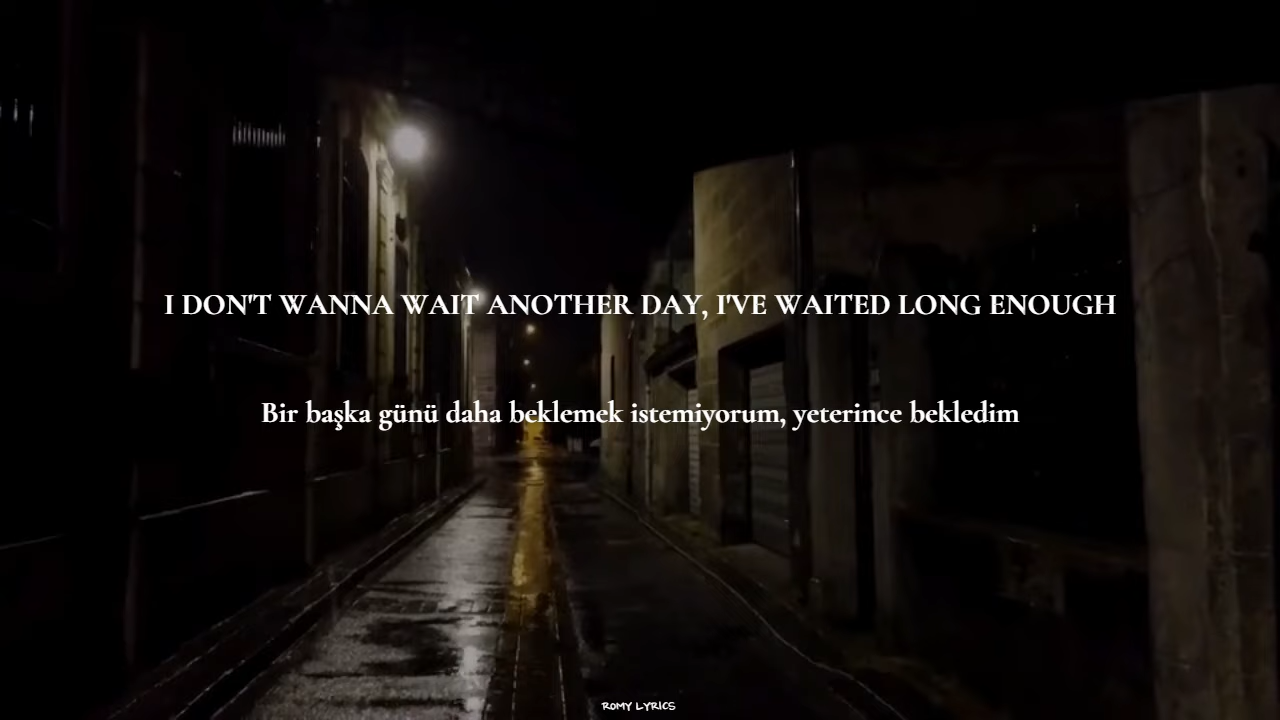 I DON'T WANNA WAIT ANOTHER DAY, I'VE WAITED LONG ENOUGH
Bir başka günü daha beklemek istemiyorum, yeterince bekledim
ROMY LYRICS